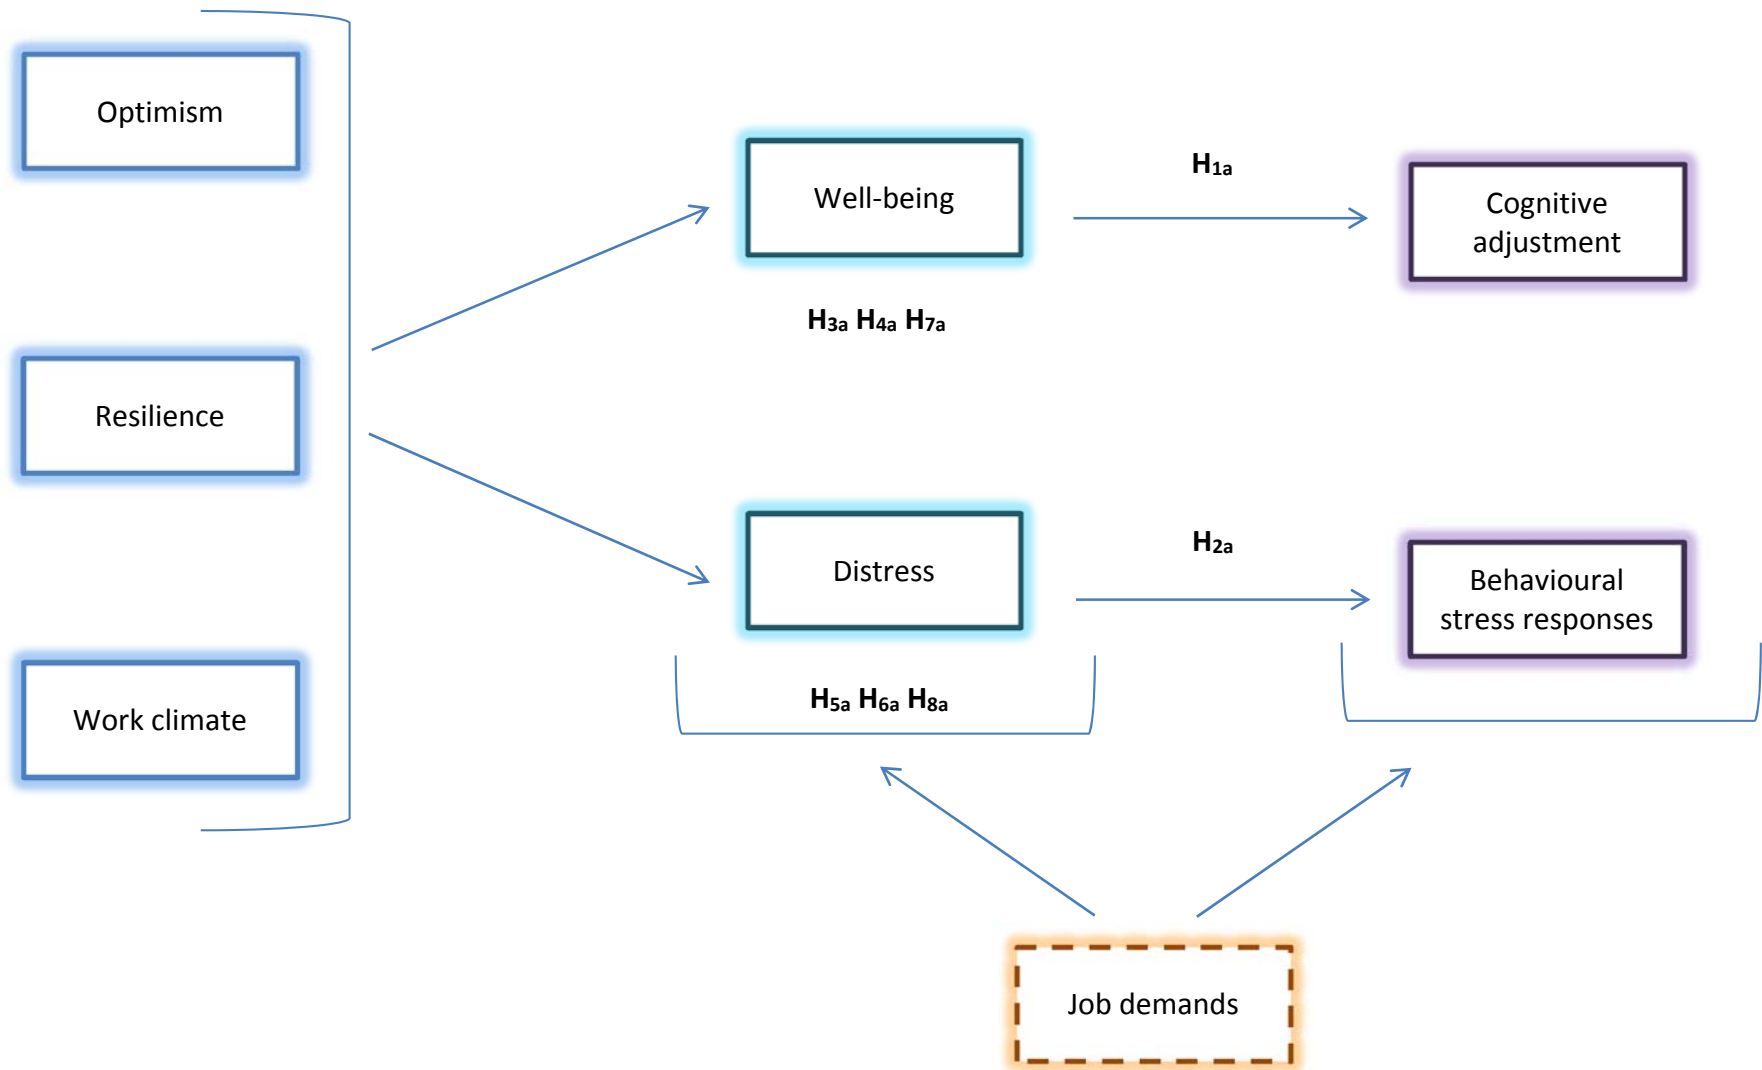 Optimism
Well-being
H1a
Cognitive
adjustment
H3a H4a H7a
Resilience
Distress
H2a
Behavioural
stress responses
Work climate
H5a H6a H8a
Job demands